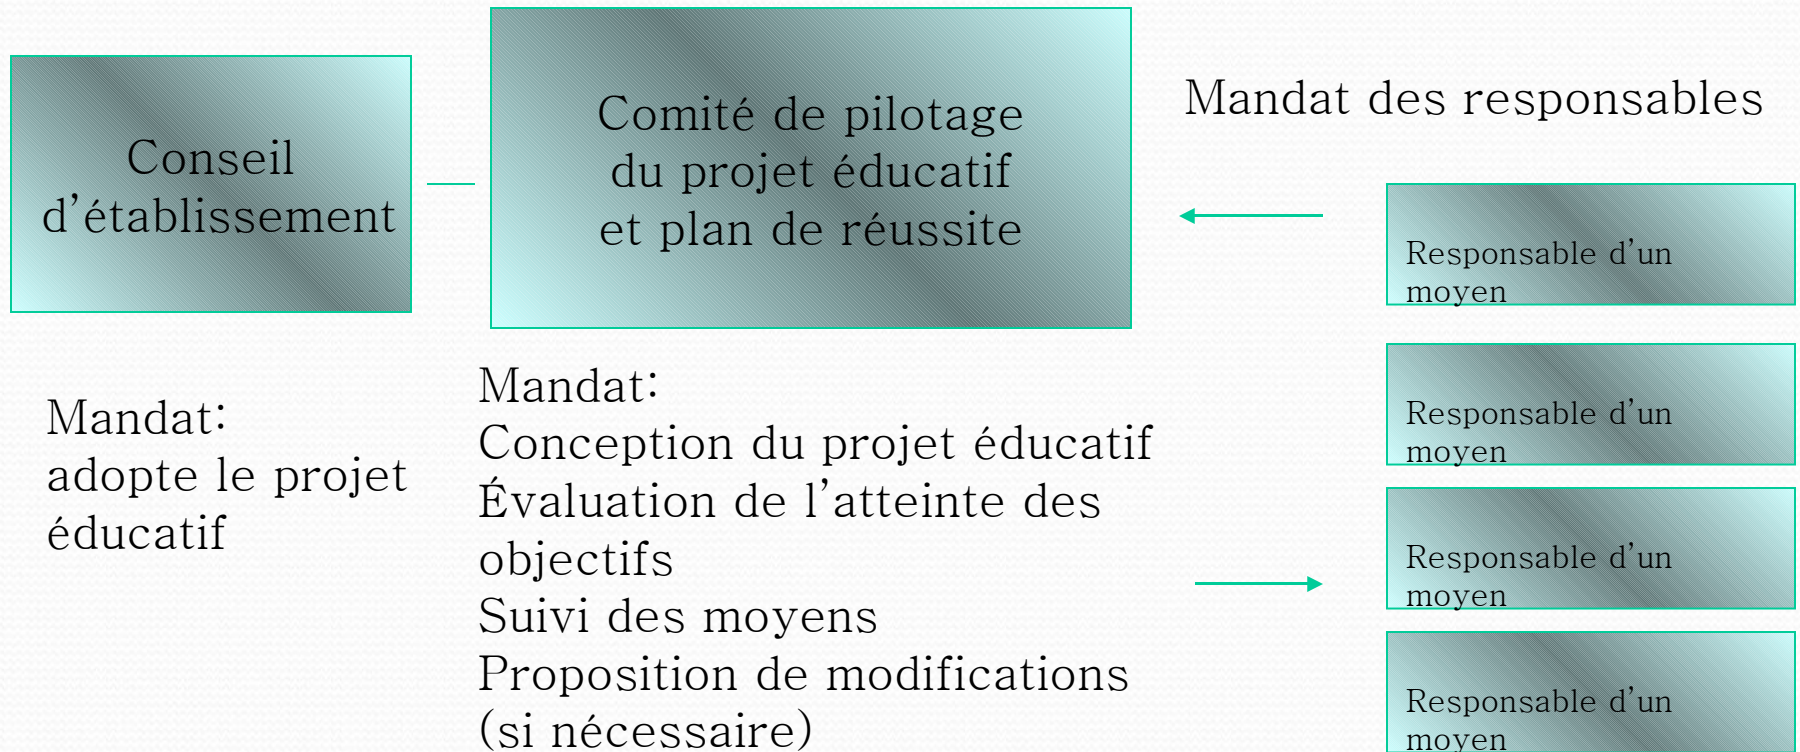 Conseil
d’établissement
Mandat:
adopte le projet
éducatif
Comité de pilotage
du projet éducatif
et plan de réussite
Mandat:
Conception du projet éducatif
Évaluation de l’atteinte des
objectifs
Suivi des moyens
Proposition de modifications
(si nécessaire)
Mandat des responsables
Responsable d’un
moyen
Responsable d’un
moyen
Responsable d’un
moyen
Responsable d’un
moyen